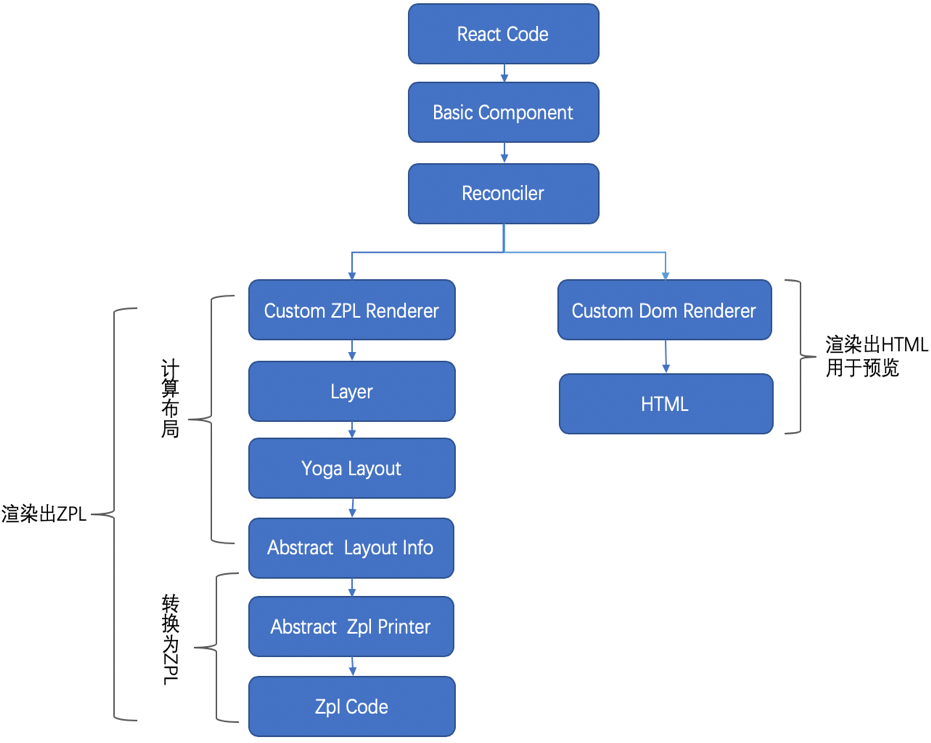 React Code
Basic Component
Reconciler
Custom ZPL Renderer
Custom Dom Renderer
渲染出HTML
用于预览
计算布局
Layer
HTML
Yoga Layout
渲染出ZPL
Abstract Layout Info
转换为ZPL
Abstract Zpl Printer
Zpl Code